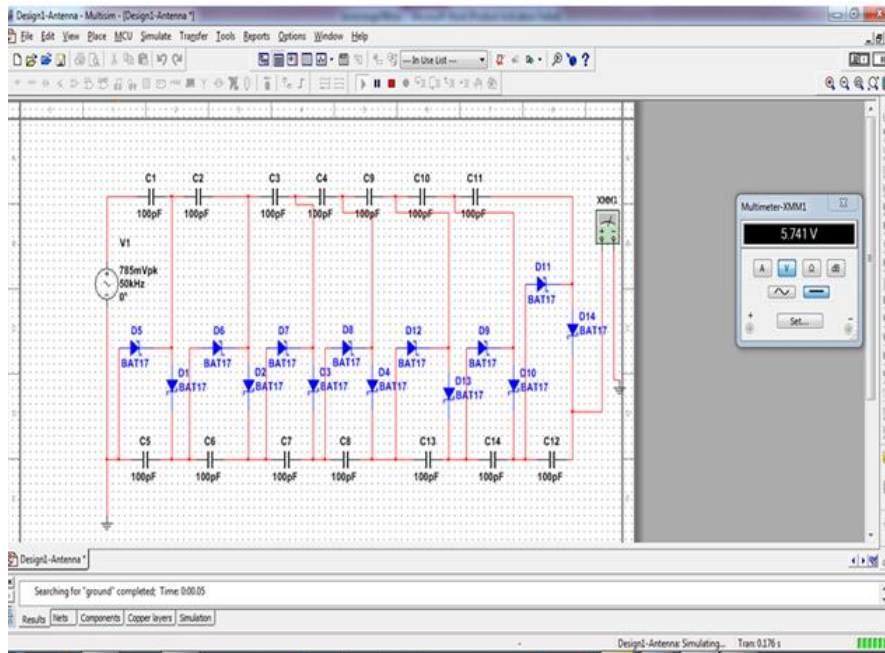 Design1-Antenna - Multisim - [Design1-Antenna *]
File Edit View Place MCU Simulate Transfer Tools Reports Options Window Help
--- In Use List ---
C1 C2 C3 C4 C9 C10 C11
100pF 100pF 100pF 100pF 100pF 100pF 100pF
XMM1
V1
785mVpk
50kHz
0°
D11
BAT17
D14
BAT17
D5 D6 D7 D8 D12 D9
BAT17 BAT17 BAT17 BAT17 BAT17 BAT17
D1 D2 D3 D4 D13 D10
BAT17 BAT17 BAT17 BAT17 BAT17 BAT17
C5 C6 C7 C8 C13 C14 C12
100pF 100pF 100pF 100pF 100pF 100pF 100pF
Multimeter-XMM1
5.741 V
A V Ω dB
+ Set... -
Design1-Antenna *
Searching for "ground" completed; Time 0:00.05
Results Nets Components Copper layers Simulation
Design1-Antenna: Simulating... Tran: 0.176 s